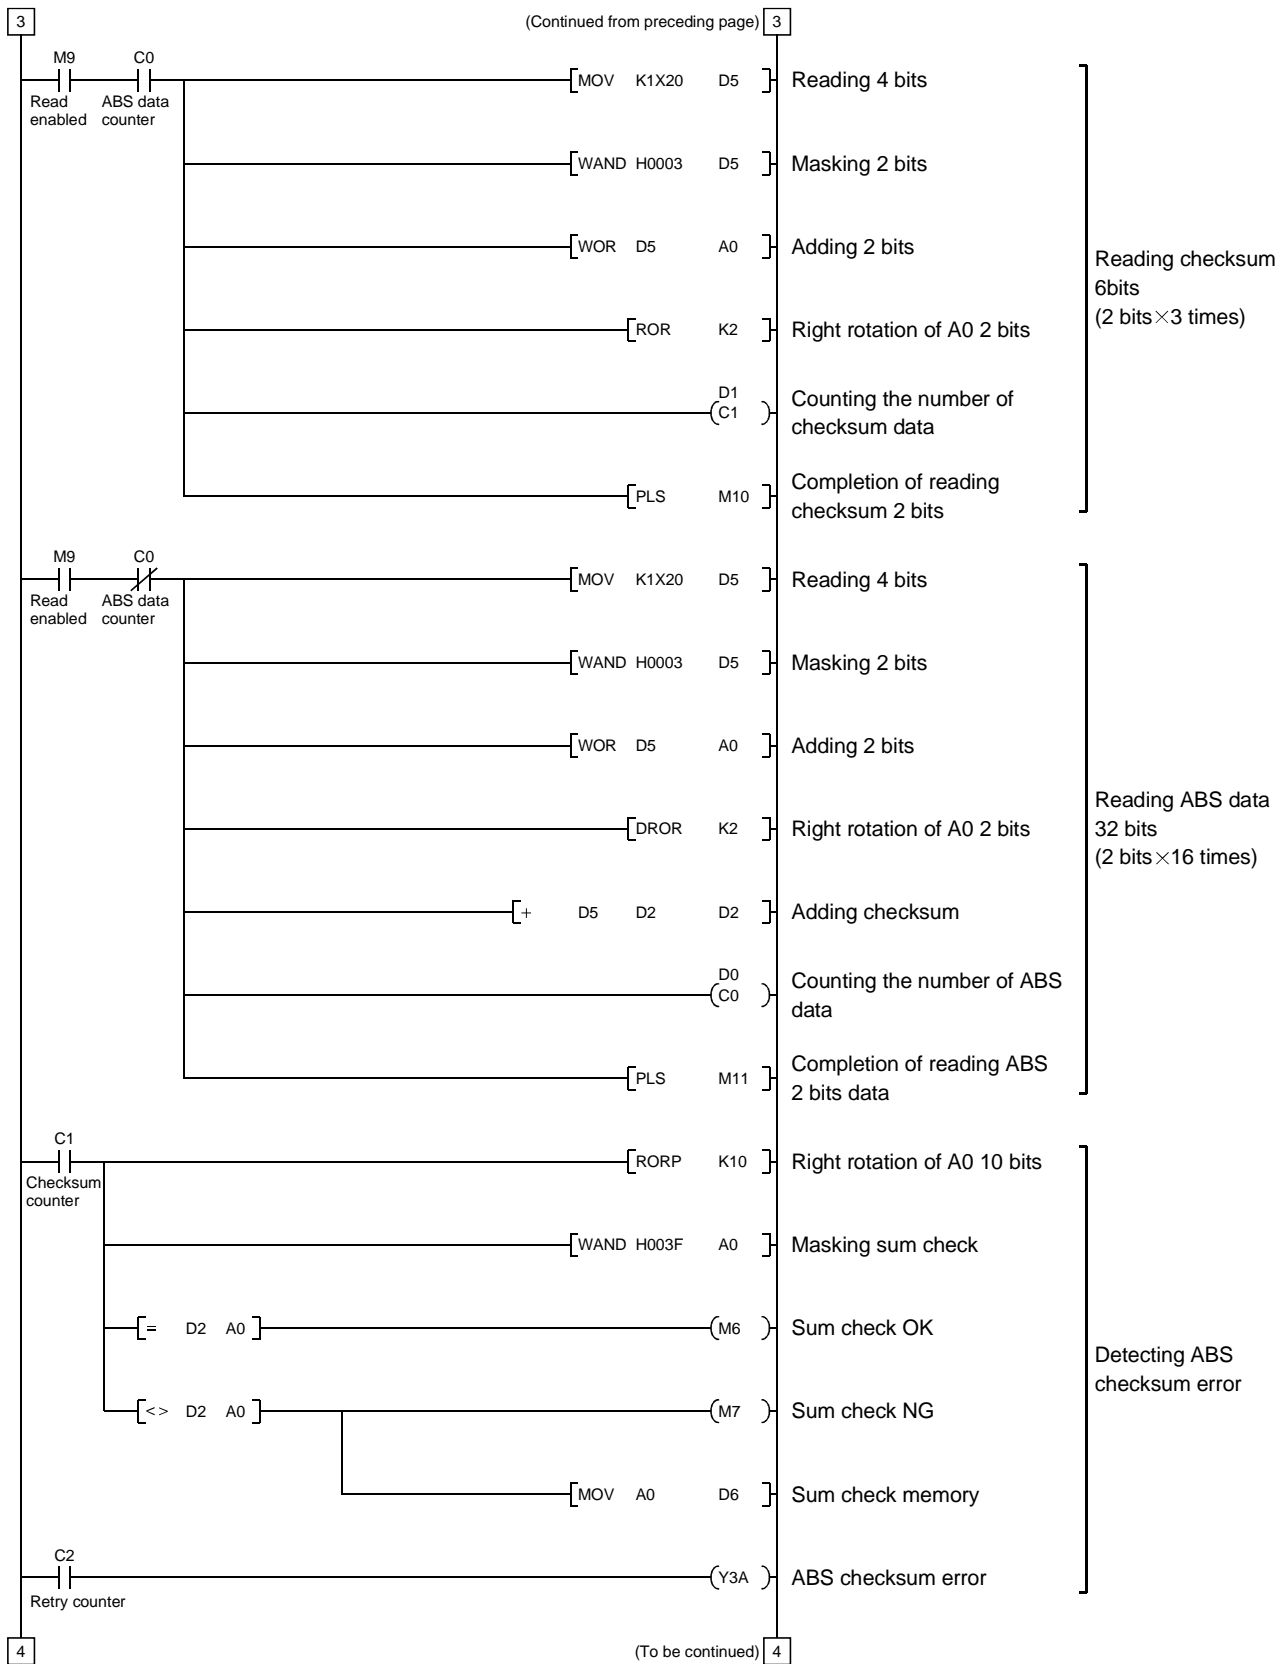 3 (Continued from preceding page) 3
M9 C0
[MOV K1X20 D5 ] Reading 4 bits
Read enabled
ABS data counter
[WAND H0003 D5 ] Masking 2 bits
[WOR D5 A0 ] Adding 2 bits
[ROR K2 ] Right rotation of A0 2 bits
D1
(C1 ) Counting the number of
checksum data
[PLS M10 ] Completion of reading
checksum 2 bits
Reading checksum
6bits
(2 bits×3 times)
M9 C0
[MOV K1X20 D5 ] Reading 4 bits
Read enabled
ABS data counter
[WAND H0003 D5 ] Masking 2 bits
[WOR D5 A0 ] Adding 2 bits
[DROR K2 ] Right rotation of A0 2 bits
[+ D5 D2 D2 ] Adding checksum
D0
(C0 ) Counting the number of ABS
data
[PLS M11 ] Completion of reading ABS
2 bits data
Reading ABS data
32 bits
(2 bits×16 times)
C1
[RORP K10 ] Right rotation of A0 10 bits
Checksum
counter
[WAND H003F A0 ] Masking sum check
[= D2 A0 ] (M6 ) Sum check OK
[<> D2 A0 ] (M7 ) Sum check NG
[MOV A0 D6 ] Sum check memory
C2
(Y3A ) ABS checksum error
Retry counter
Detecting ABS
checksum error
4 (To be continued) 4